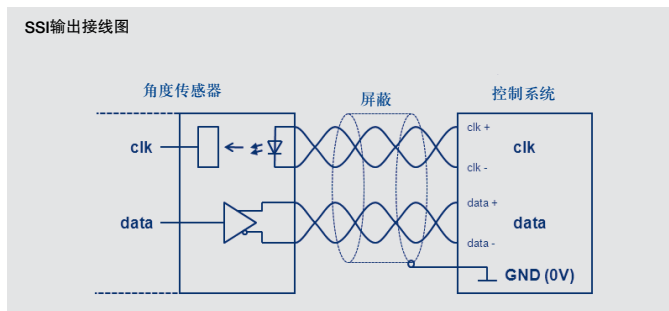 SSI输出接线图
角度传感器
屏蔽
控制系统
clk
clk +
clk
clk -
data
data +
data
data -
GND (0V)